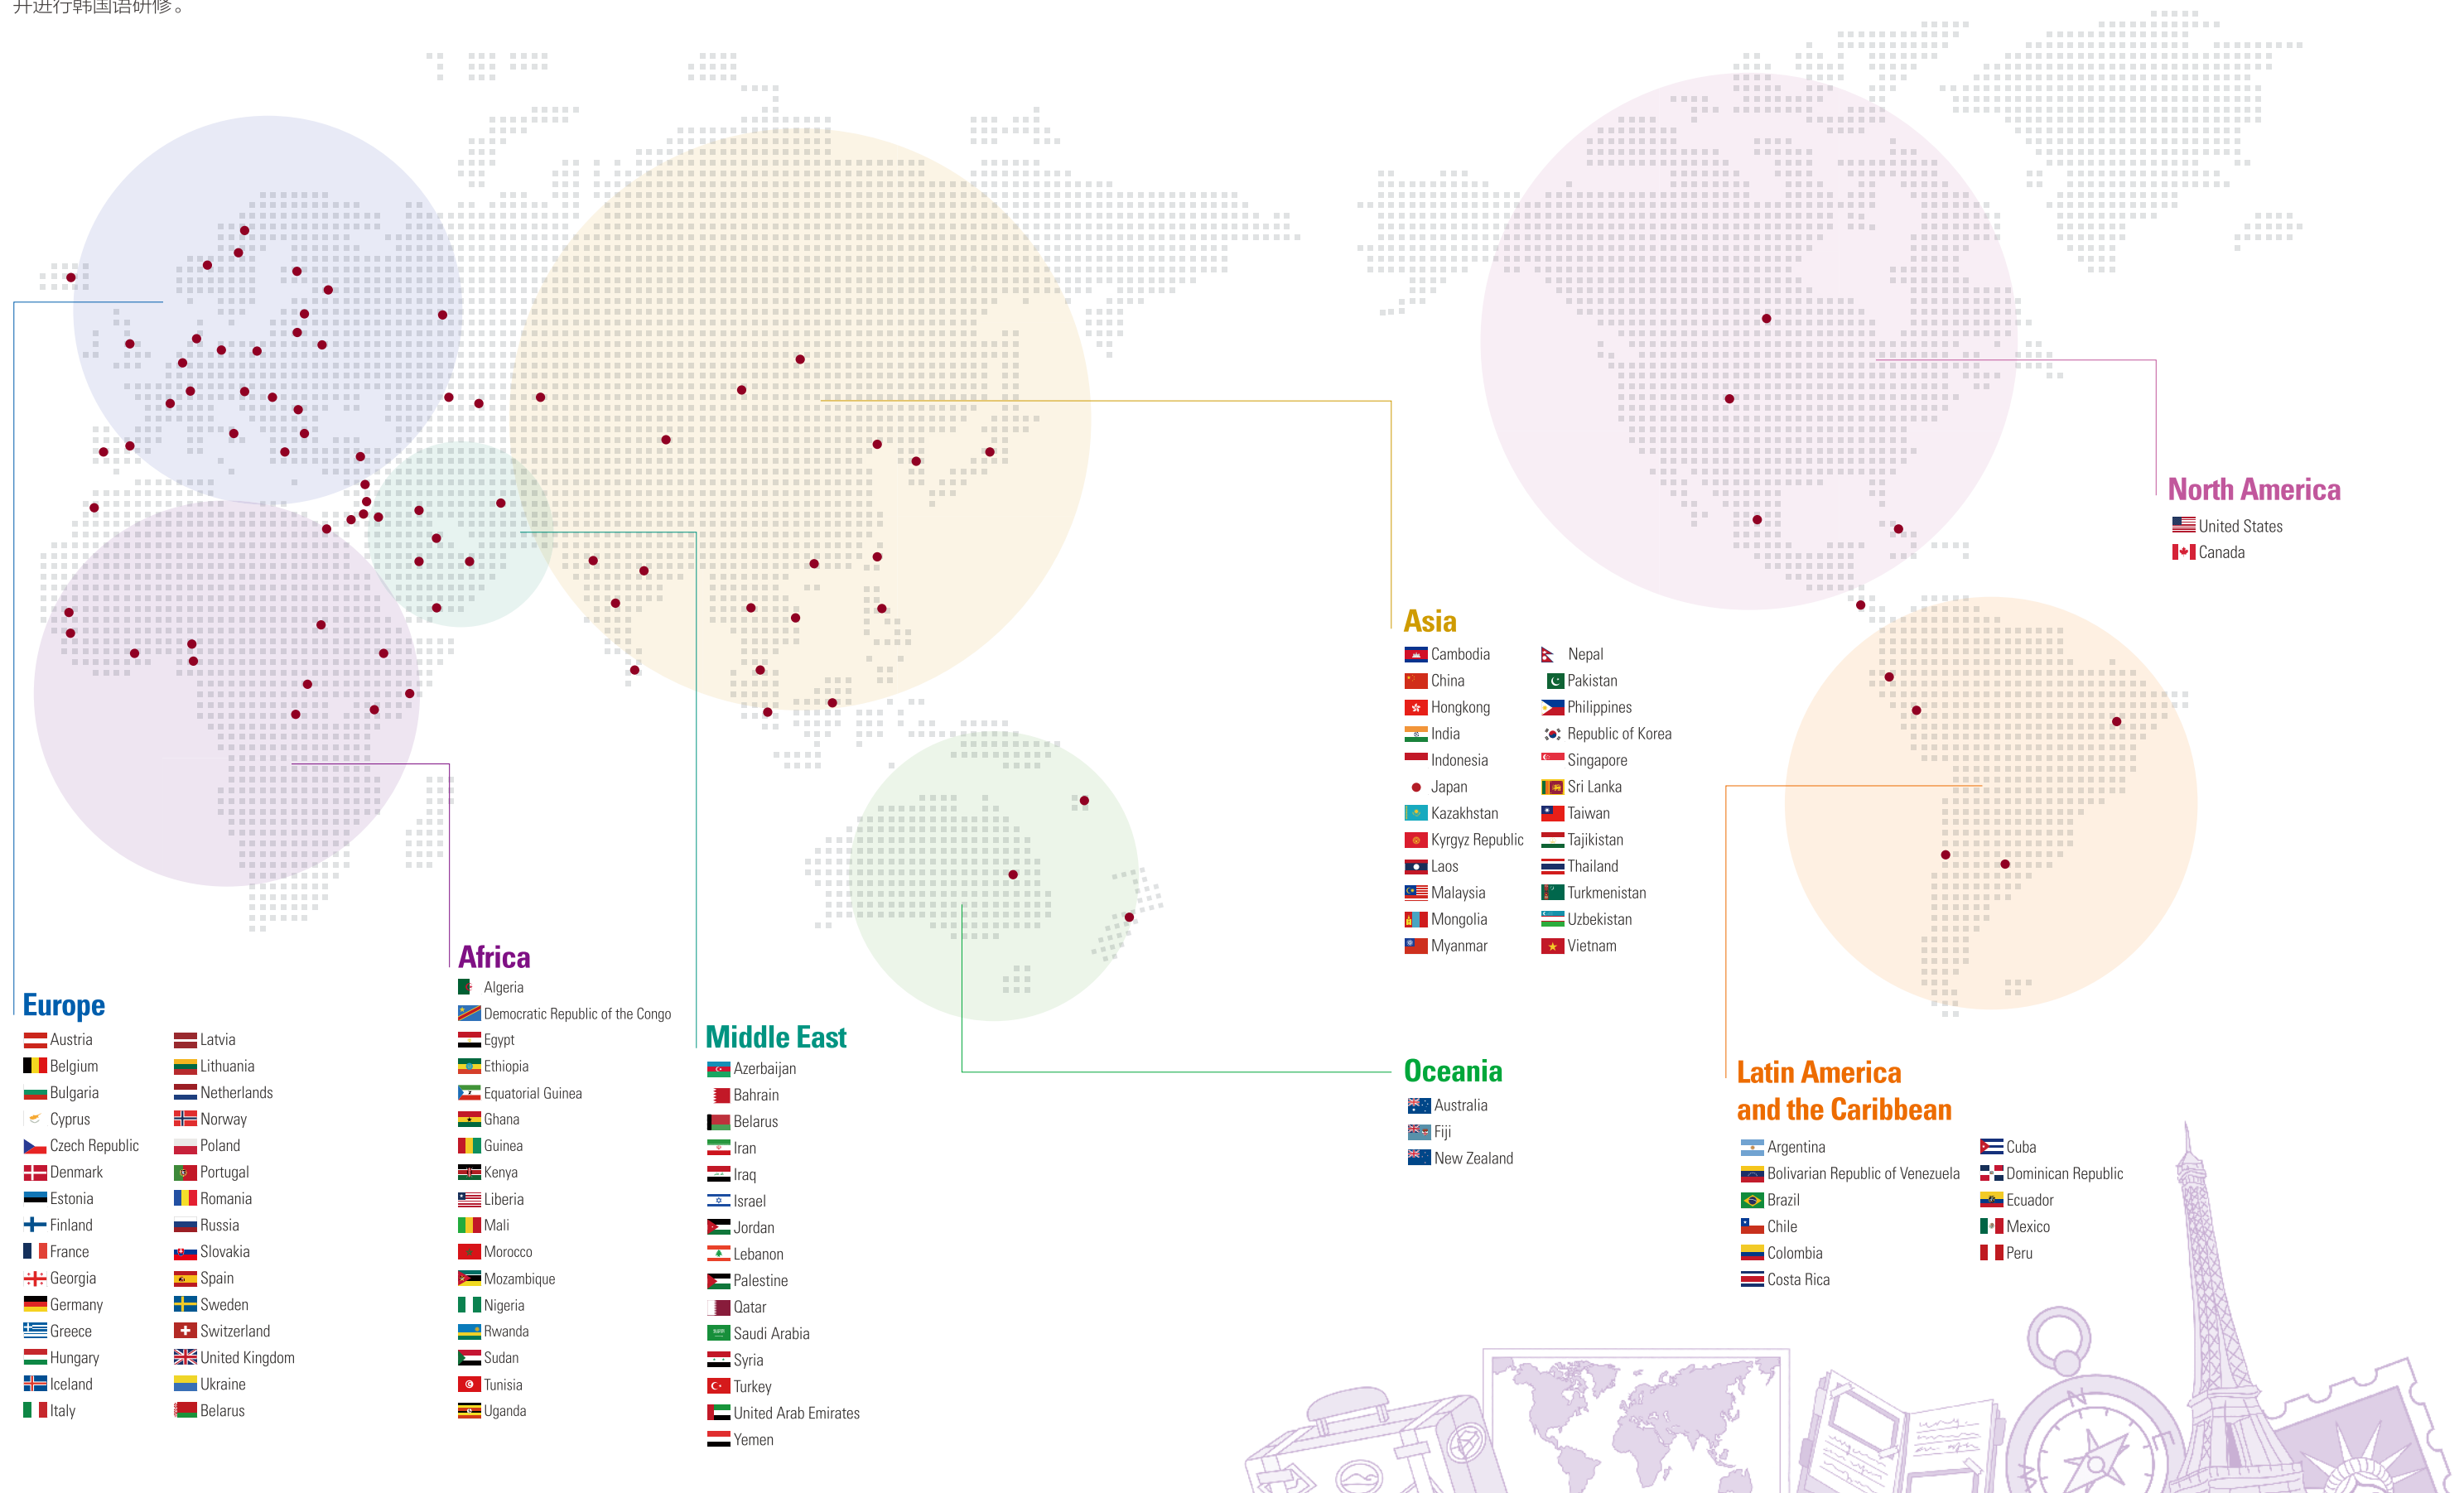 并进行韩国语研修。
North America
United States
Canada
Asia
Cambodia
China
Hongkong
India
Indonesia
Japan
Kazakhstan
Kyrgyz Republic
Laos
Malaysia
Mongolia
Myanmar
Nepal
Pakistan
Philippines
Republic of Korea
Singapore
Sri Lanka
Taiwan
Tajikistan
Thailand
Turkmenistan
Uzbekistan
Vietnam
Europe
Austria
Belgium
Bulgaria
Cyprus
Czech Republic
Denmark
Estonia
Finland
France
Georgia
Germany
Greece
Hungary
Iceland
Italy
Latvia
Lithuania
Netherlands
Norway
Poland
Portugal
Romania
Russia
Slovakia
Spain
Sweden
Switzerland
United Kingdom
Ukraine
Belarus
Africa
Algeria
Democratic Republic of the Congo
Egypt
Ethiopia
Equatorial Guinea
Ghana
Guinea
Kenya
Liberia
Mali
Morocco
Mozambique
Nigeria
Rwanda
Sudan
Tunisia
Uganda
Middle East
Azerbaijan
Bahrain
Belarus
Iran
Iraq
Israel
Jordan
Lebanon
Palestine
Qatar
Saudi Arabia
Syria
Turkey
United Arab Emirates
Yemen
Oceania
Australia
Fiji
New Zealand
Latin America
and the Caribbean
Argentina
Bolivarian Republic of Venezuela
Brazil
Chile
Colombia
Costa Rica
Cuba
Dominican Republic
Ecuador
Mexico
Peru